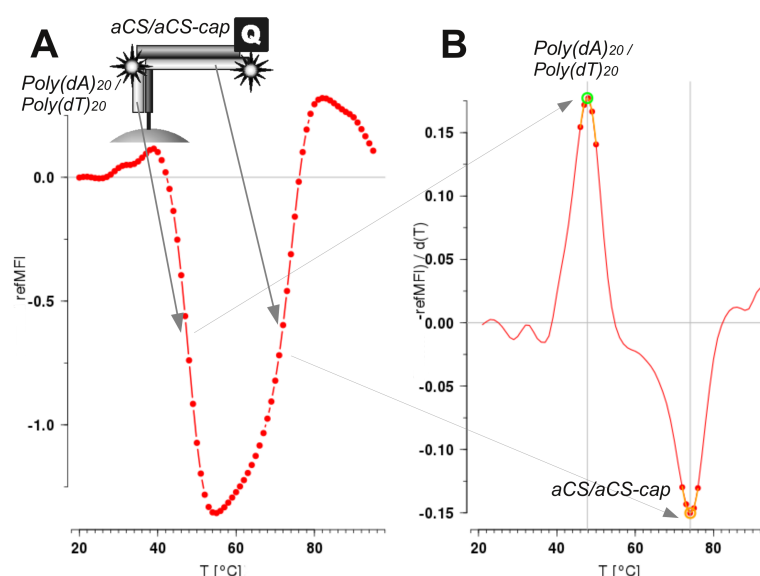 A
aCS/aCS-cap
Q
Poly(dA)20 /
Poly(dT)20
0.0
-0.5
-1.0
refMFI
20
40
60
80
T [°C]
B
Poly(dA)20 /
Poly(dT)20
0.15
0.10
0.05
0.00
-0.05
-0.10
-0.15
-refMFI) / d(T)
aCS/aCS-cap
20
40
60
80
T [°C]